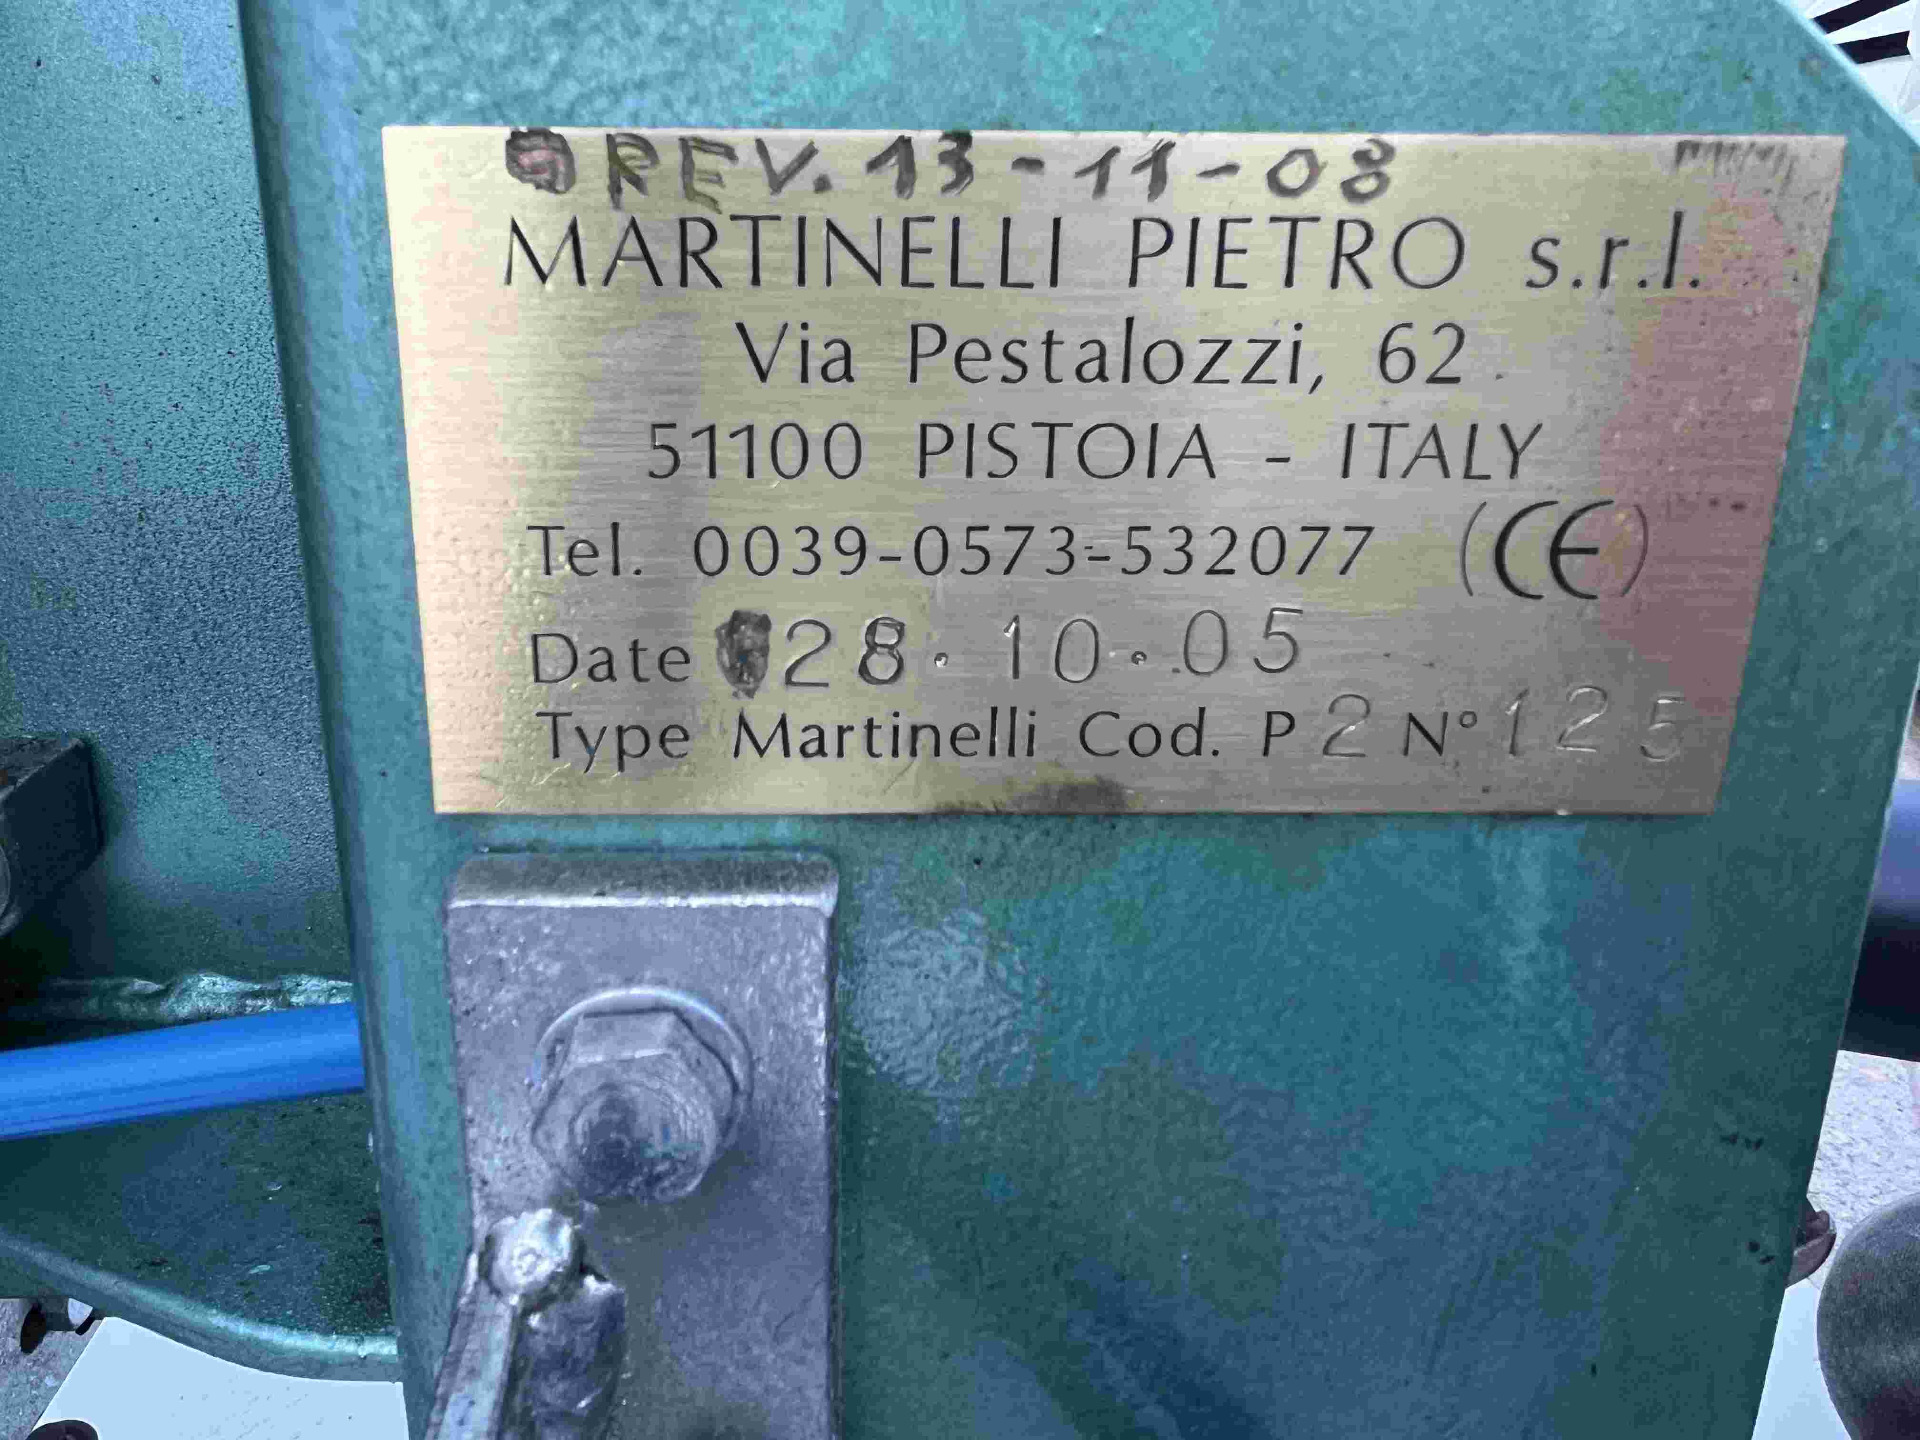 REV. 13-11-08
MARTINELLI PIETRO s.r.l.
Via Pestalozzi, 62
51100 PISTOIA - ITALY
Tel. 0039-0573-532077 (CE)
Date 28.10.05
Type Martinelli Cod. P 2 N° 125